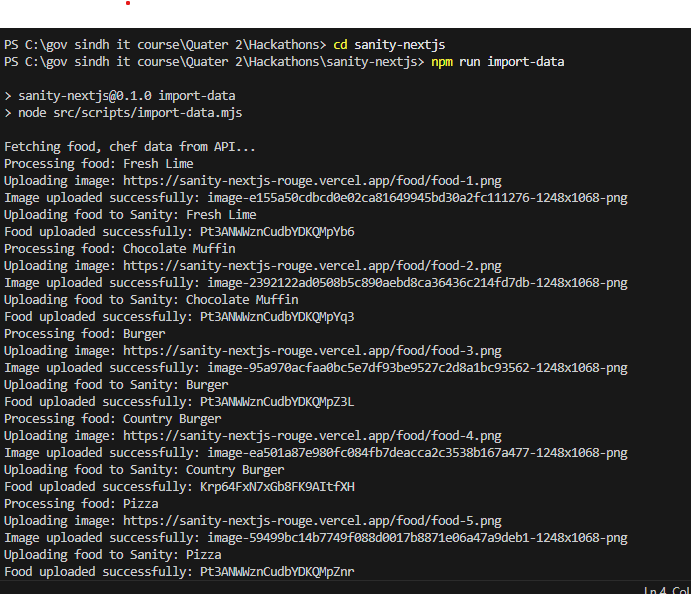 PS C:\gov sindh it course\Quater 2\Hackathons> cd sanity-nextjs
PS C:\gov sindh it course\Quater 2\Hackathons\sanity-nextjs> npm run import-data
> sanity-nextjs@0.1.0 import-data
> node src/scripts/import-data.mjs
Fetching food, chef data from API...
Processing food: Fresh Lime
Uploading image: https://sanity-nextjs-rouge.vercel.app/food/food-1.png
Image uploaded successfully: image-e155a50cdbcd0e02ca81649945bd30a2fc111276-1248x1068-png
Uploading food to Sanity: Fresh Lime
Food uploaded successfully: Pt3ANWWznCudbYDKQMpYb6
Processing food: Chocolate Muffin
Uploading image: https://sanity-nextjs-rouge.vercel.app/food/food-2.png
Image uploaded successfully: image-2392122ad0508b5c890aebd8ca36436c214fd7db-1248x1068-png
Uploading food to Sanity: Chocolate Muffin
Food uploaded successfully: Pt3ANWWznCudbYDKQMpYq3
Processing food: Burger
Uploading image: https://sanity-nextjs-rouge.vercel.app/food/food-3.png
Image uploaded successfully: image-95a970acfaa0bc5e7df93be9527c2d8a1bc93562-1248x1068-png
Uploading food to Sanity: Burger
Food uploaded successfully: Pt3ANWWznCudbYDKQMpZ3L
Processing food: Country Burger
Uploading image: https://sanity-nextjs-rouge.vercel.app/food/food-4.png
Image uploaded successfully: image-ea501a87e980fc084fb7deacca2c3538b167a477-1248x1068-png
Uploading food to Sanity: Country Burger
Food uploaded successfully: Krp64FxN7xGb8FK9AItfXH
Processing food: Pizza
Uploading image: https://sanity-nextjs-rouge.vercel.app/food/food-5.png
Image uploaded successfully: image-59499bc14b7749f088d0017b8871e06a47a9deb1-1248x1068-png
Uploading food to Sanity: Pizza
Food uploaded successfully: Pt3ANWWznCudbYDKQMpZnr
Ln 4, Col